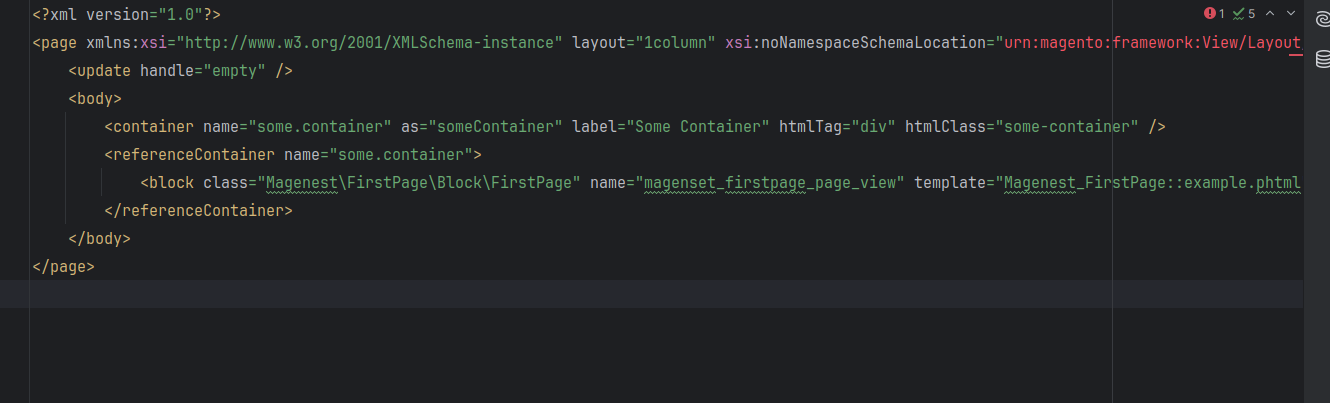 <?xml version="1.0"?>
1 5
<page xmlns:xsi="http://www.w3.org/2001/XMLSchema-instance" layout="1column" xsi:noNamespaceSchemaLocation="urn:magento:framework:View/Layout
<update handle="empty" />
<body>
<container name="some.container" as="someContainer" label="Some Container" htmlTag="div" htmlClass="some-container" />
<referenceContainer name="some.container">
<block class="Magenest\FirstPage\Block\FirstPage" name="magenset_firstpage_page_view" template="Magenest_FirstPage::example.phtml
</referenceContainer>
</body>
</page>